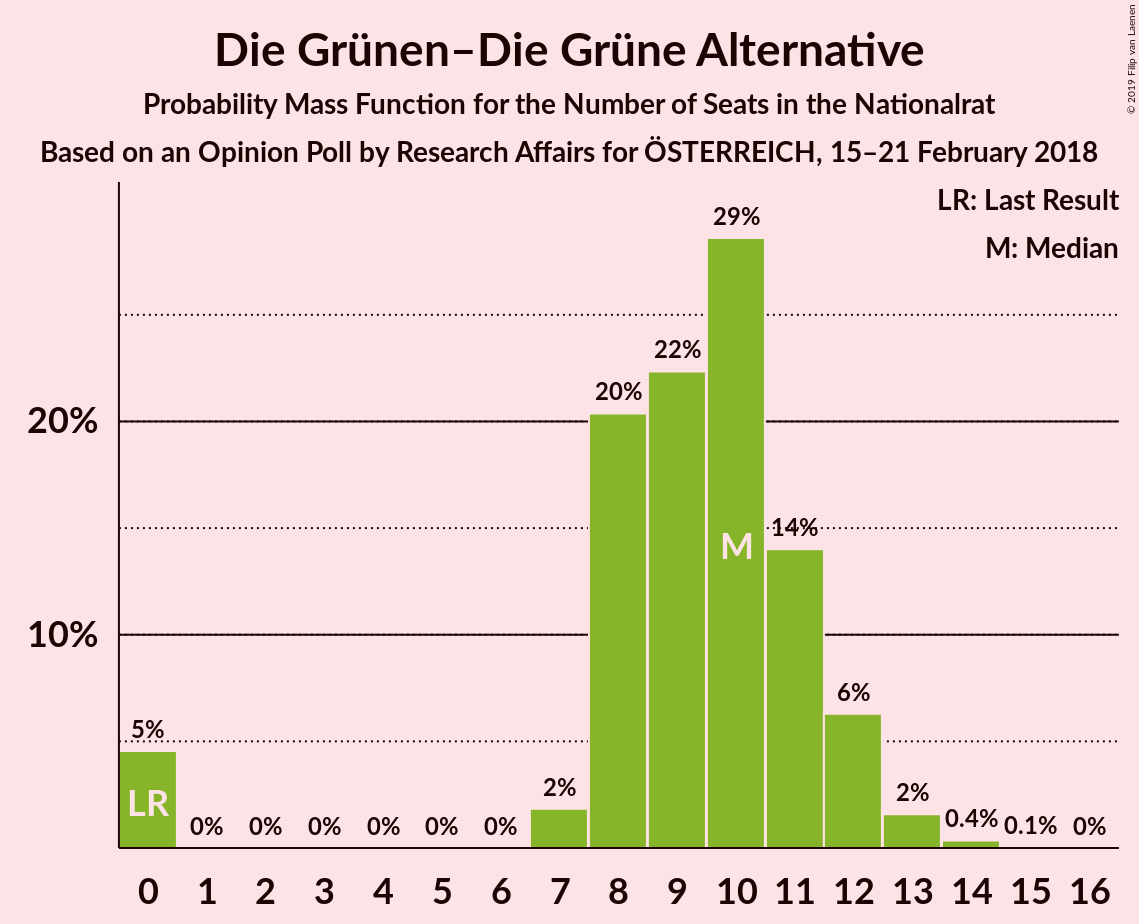 Die Grünen–Die Grüne Alternative
Probability Mass Function for the Number of Seats in the Nationalrat
Based on an Opinion Poll by Research Affairs for ÖSTERREICH, 15–21 February 2018
© 2019 Filip van Laenen
LR: Last Result
M: Median
29%
22%
20%
20%
14%
M
10%
6%
5%
2%
2%
LR
0% 0% 0% 0% 0% 0% 0.4% 0.1% 0%
0 1 2 3 4 5 6 7 8 9 10 11 12 13 14 15 16